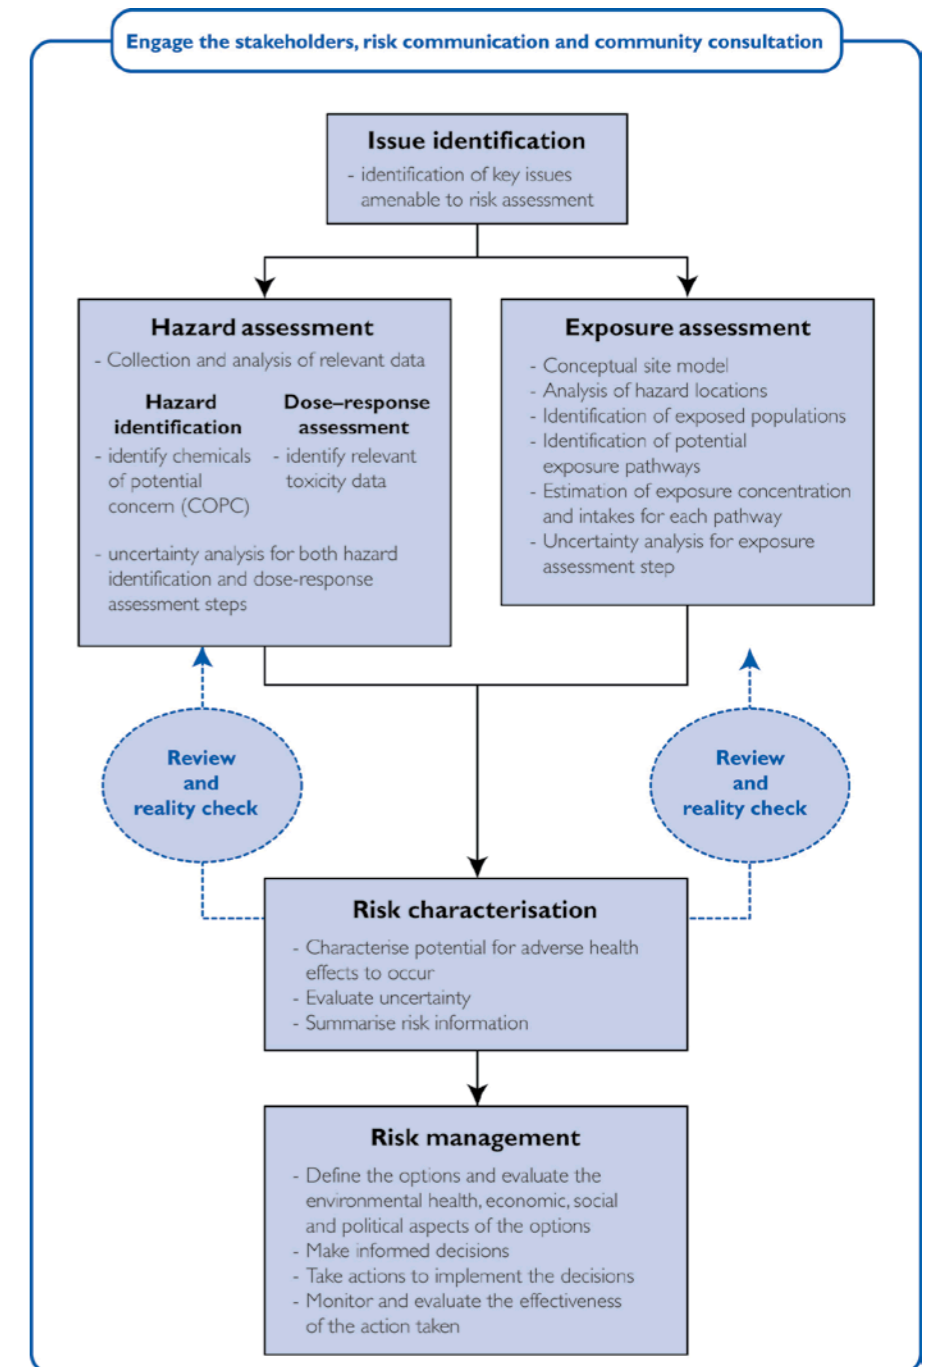 Engage the stakeholders, risk communication and community consultation
Issue identification
- identification of key issues
amenable to risk assessment
Hazard assessment
- Collection and analysis of relevant data
Hazard
identification
- identify chemicals
of potential
concern (COPC)
Dose–response
assessment
- identify relevant
toxicity data
- uncertainty analysis for both hazard
identification and dose-response
assessment steps
Exposure assessment
- Conceptual site model
- Analysis of hazard locations
- Identification of exposed populations
- Identification of potential
exposure pathways
- Estimation of exposure concentration
and intakes for each pathway
- Uncertainty analysis for exposure
assessment step
Review
and
reality check
Review
and
reality check
Risk characterisation
- Characterise potential for adverse health
effects to occur
- Evaluate uncertainty
- Summarise risk information
Risk management
- Define the options and evaluate the
environmental health, economic, social
and political aspects of the options
- Make informed decisions
- Take actions to implement the decisions
- Monitor and evaluate the effectiveness
of the action taken